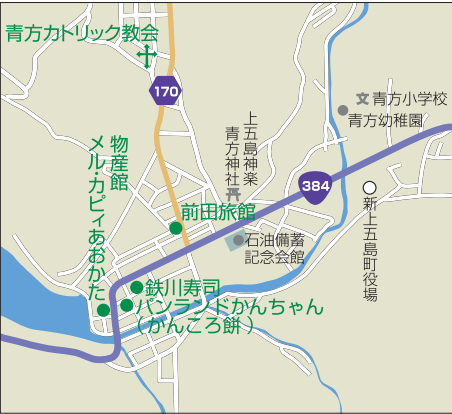 青方カトリック教会
170
文 青方小学校
青方幼稚園
上五島神楽
青方神社
物産館
メル・カピィあおかた
384
前田旅館
石油備蓄
記念会館
新上五島町役場
鉄川寿司
パンランドかんちゃん
(かんころ餅)